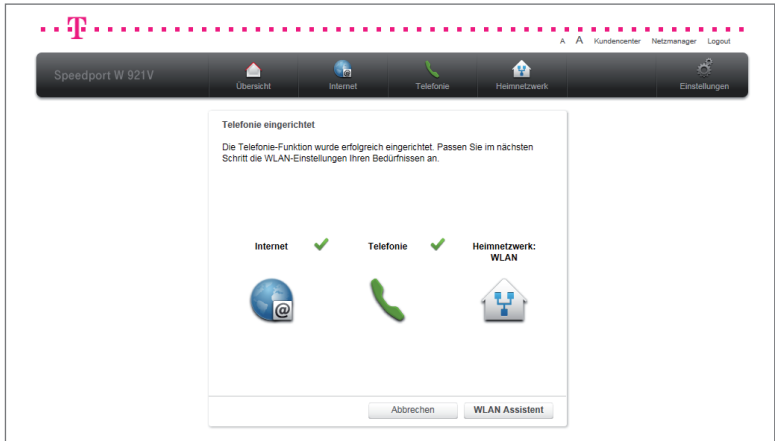 T
A A Kundencenter Netzmanager Logout
Speedport W 921V
Übersicht Internet Telefonie Heimnetzwerk Einstellungen
Telefonie eingerichtet
Die Telefonie-Funktion wurde erfolgreich eingerichtet. Passen Sie im nächsten
Schritt die WLAN-Einstellungen Ihren Bedürfnissen an.
Internet Telefonie Heimnetzwerk:
WLAN
@
Abbrechen WLAN Assistent